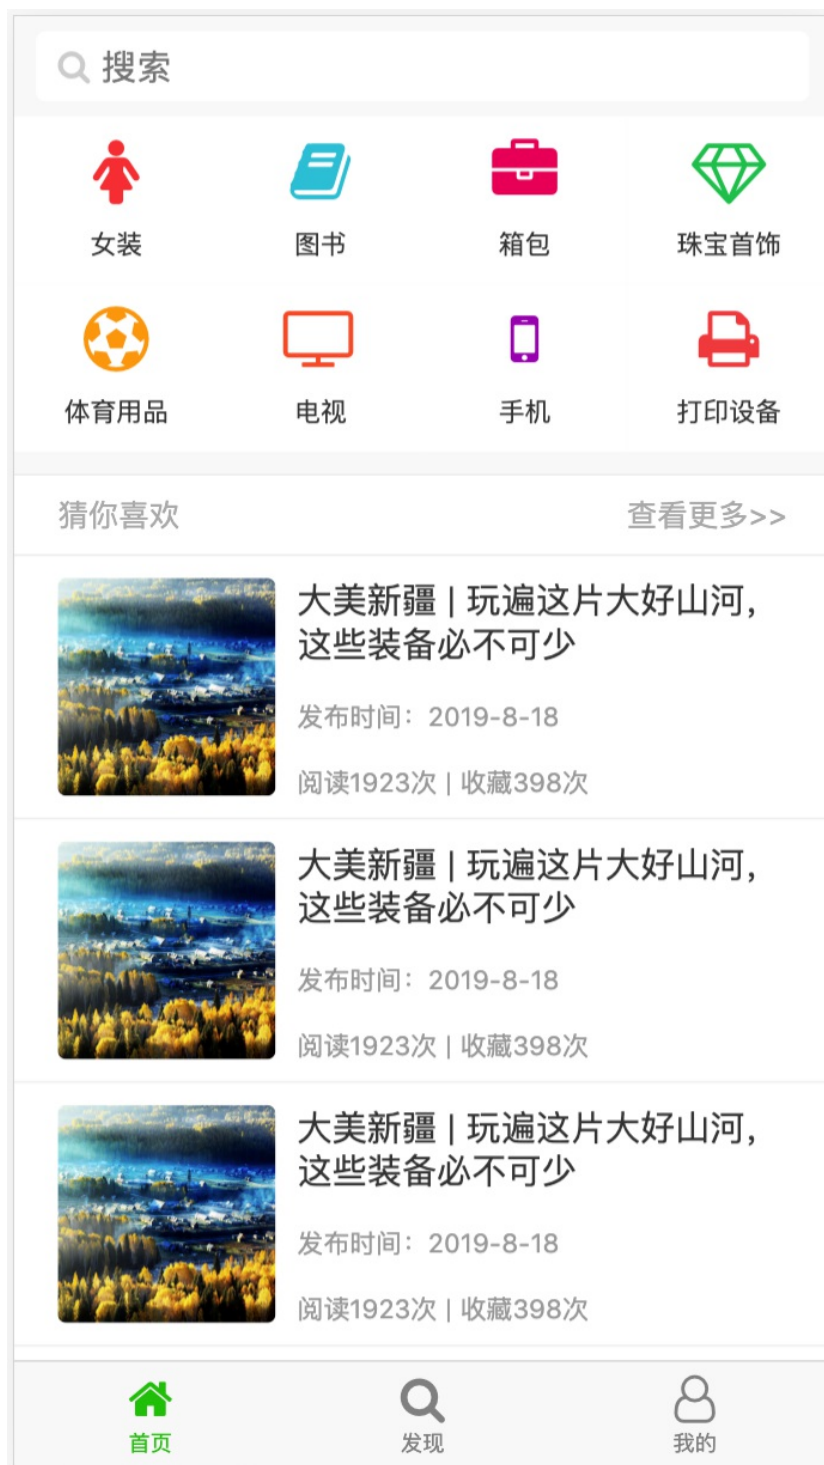 搜索
女装
图书
箱包
珠宝首饰
体育用品
电视
手机
打印设备
猜你喜欢
查看更多>>
大美新疆 | 玩遍这片大好山河,
这些装备必不可少
发布时间：2019-8-18
阅读1923次 | 收藏398次
大美新疆 | 玩遍这片大好山河,
这些装备必不可少
发布时间：2019-8-18
阅读1923次 | 收藏398次
大美新疆 | 玩遍这片大好山河,
这些装备必不可少
发布时间：2019-8-18
阅读1923次 | 收藏398次
首页
发现
我的